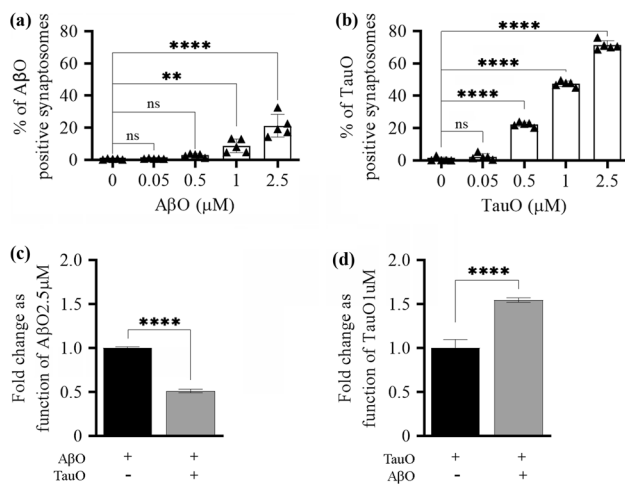 (a)
% of AβO
positive synaptosomes
100
80
60
40
20
0
****
**
ns
ns
0 0.05 0.5 1 2.5
AβO (μM)
(b)
% of TauO
positive synaptosomes
100
80
60
40
20
0
****
****
****
ns
0 0.05 0.5 1 2.5
TauO (μM)
(c)
Fold change as
function of AβO2.5μM
2.0
1.5
1.0
0.5
0.0
****
AβO + +
TauO - +
(d)
Fold change as
function of TauO1uM
2.0
1.5
1.0
0.5
0.0
****
TauO + +
AβO - +